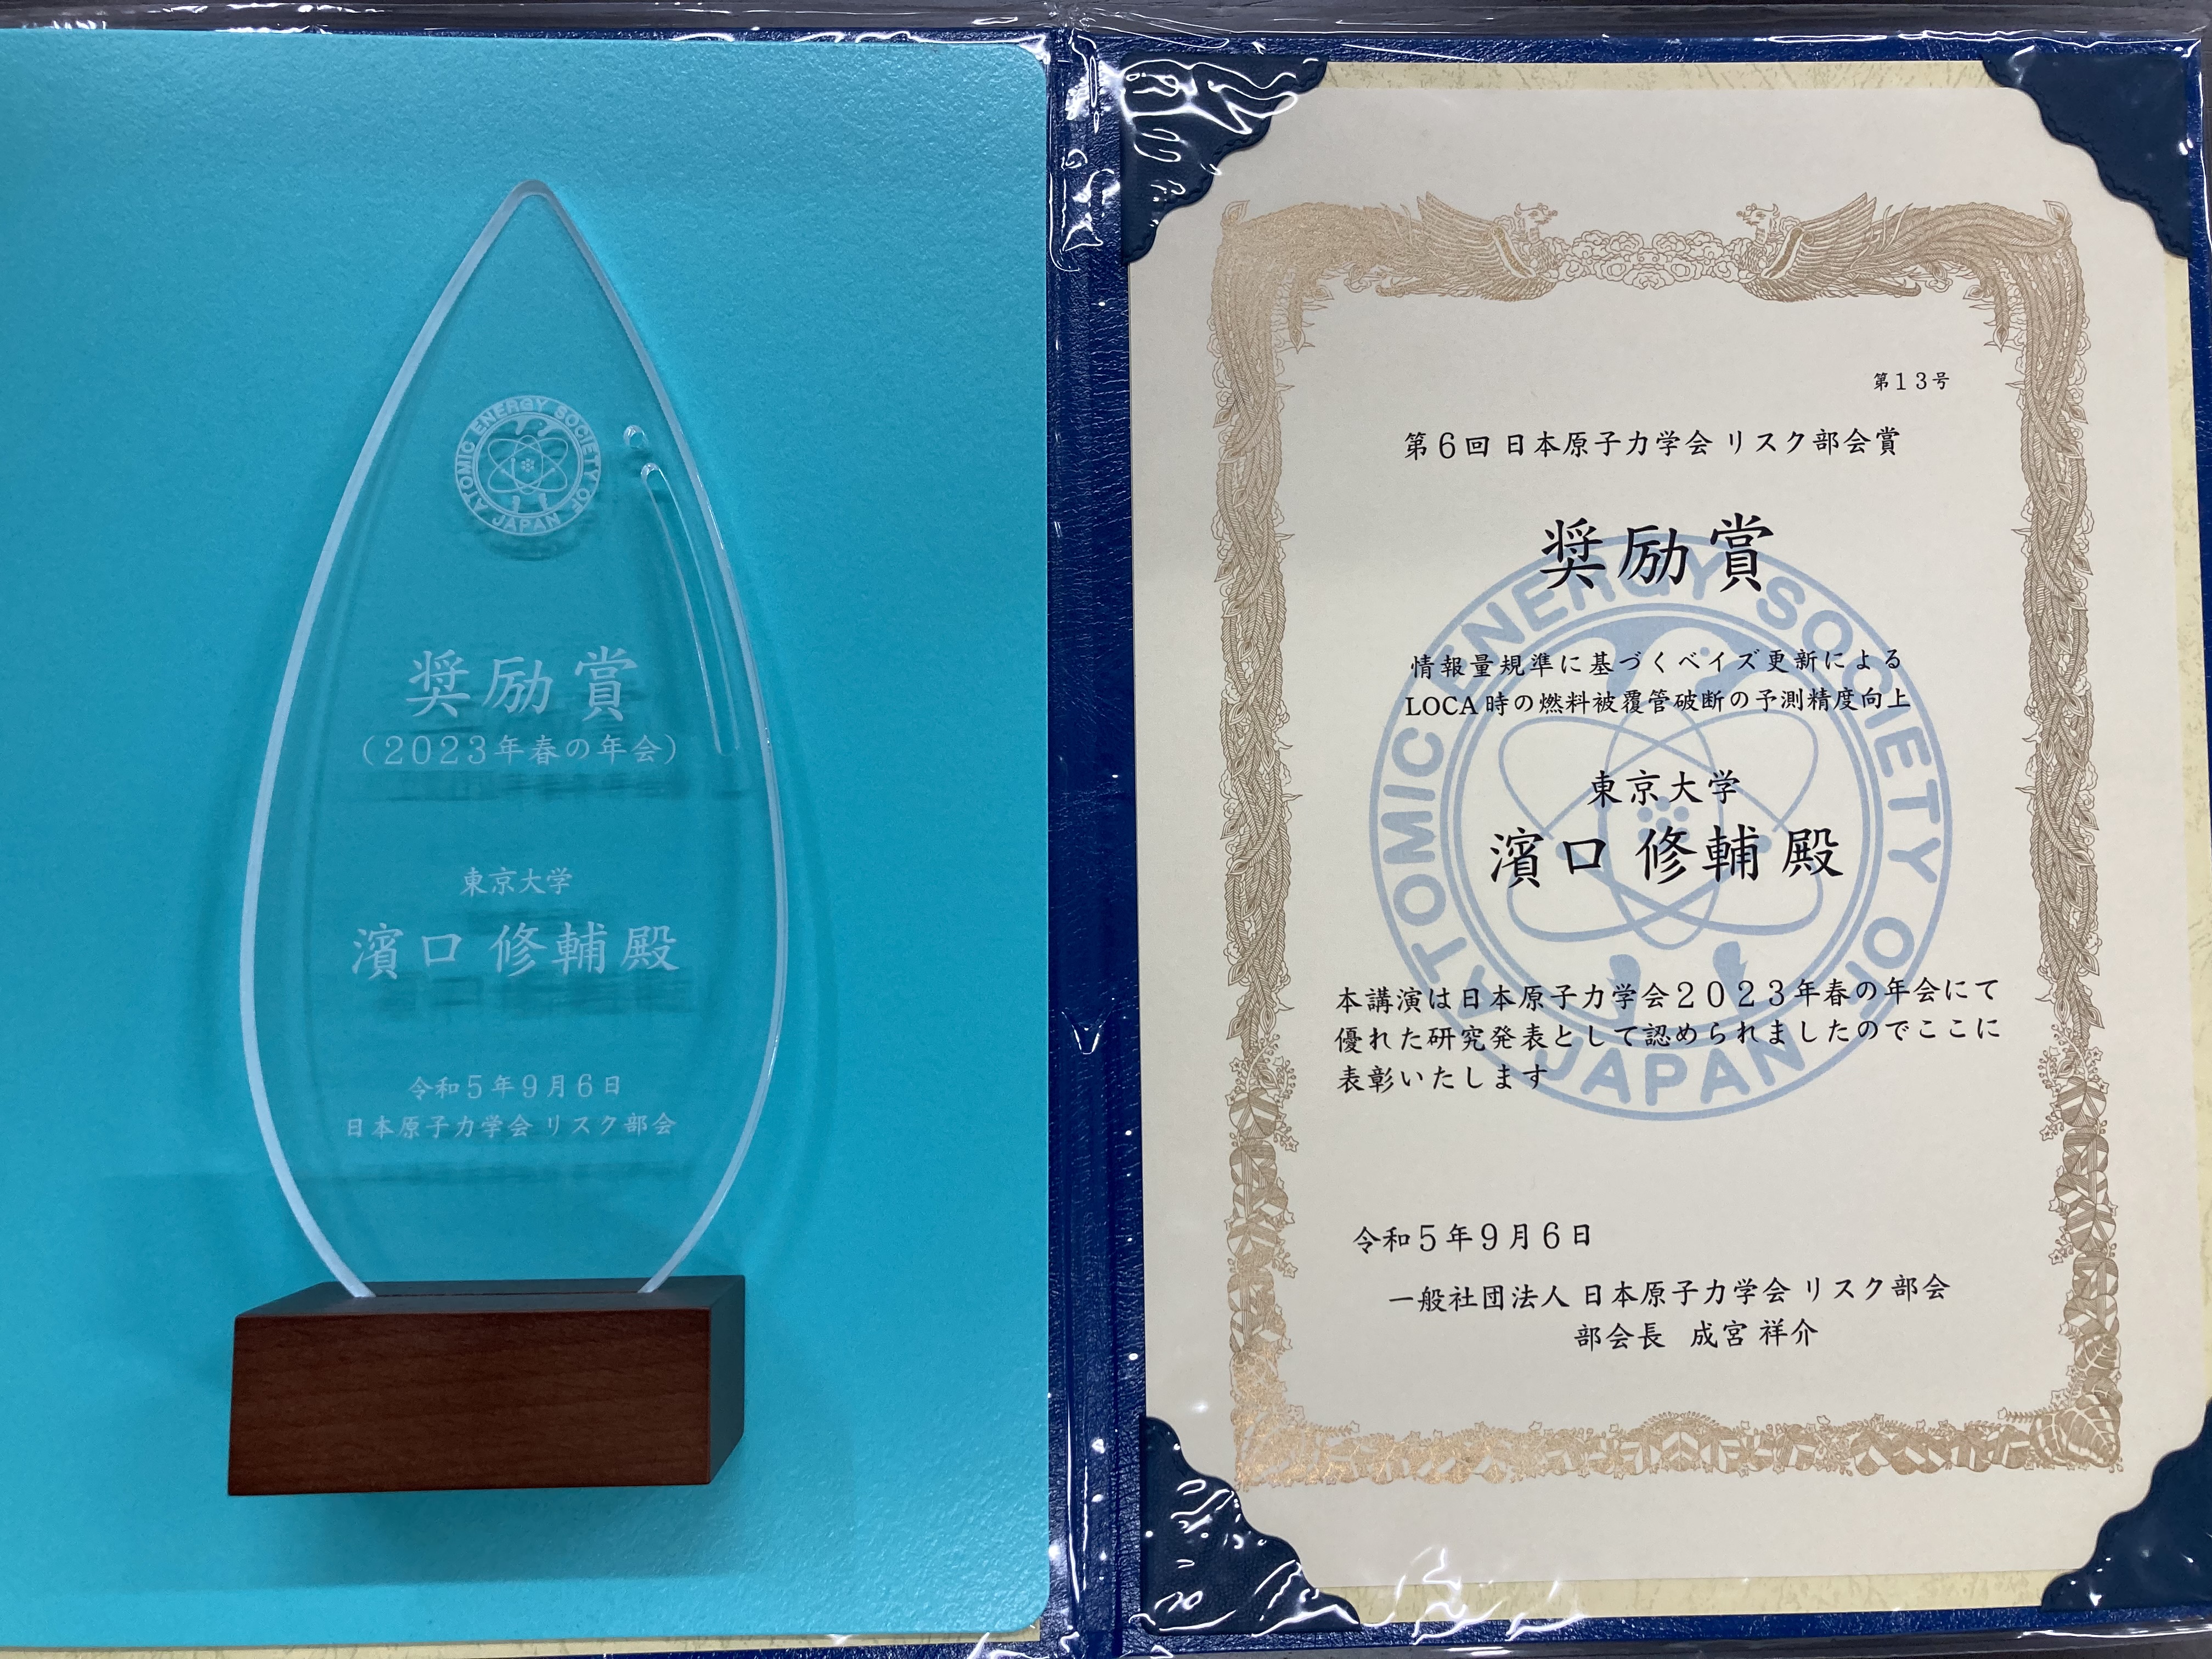 ATOMIC ENERGY SOCIETY OF JAPAN
奨励賞
（2023年春の年会）
東京大学
濱口 修輔 殿
令和5年9月6日
日本原子力学会 リスク部会
第13号
第6回 日本原子力学会 リスク部会賞
奨励賞
情報量規準に基づくベイズ更新による
LOCA時の燃料被覆管破断の予測精度向上
東京大学
濱口 修輔 殿
本講演は日本原子力学会2023年春の年会にて
優れた研究発表として認められましたのでここに
表彰いたします
令和5年9月6日
一般社団法人 日本原子力学会 リスク部会
部会長 成宮 祥介
ATOMIC ENERGY SOCIETY OF JAPAN